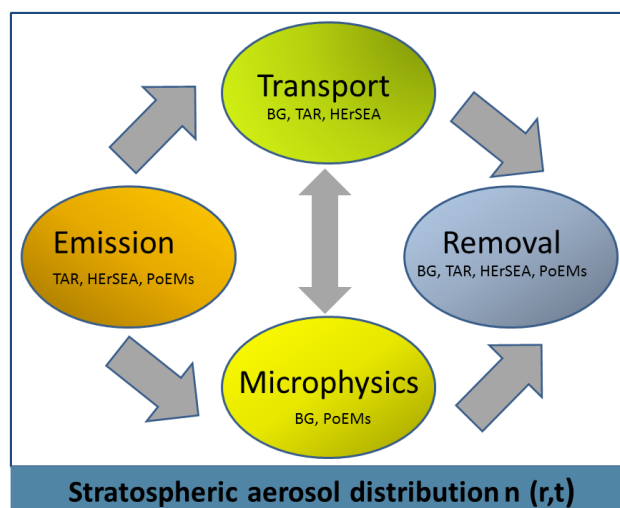 Transport
BG, TAR, HErSEA
Emission
TAR, HErSEA, PoEMs
Removal
BG, TAR, HErSEA, PoEMs
Microphysics
BG, PoEMs
Stratospheric aerosol distribution n (r,t)